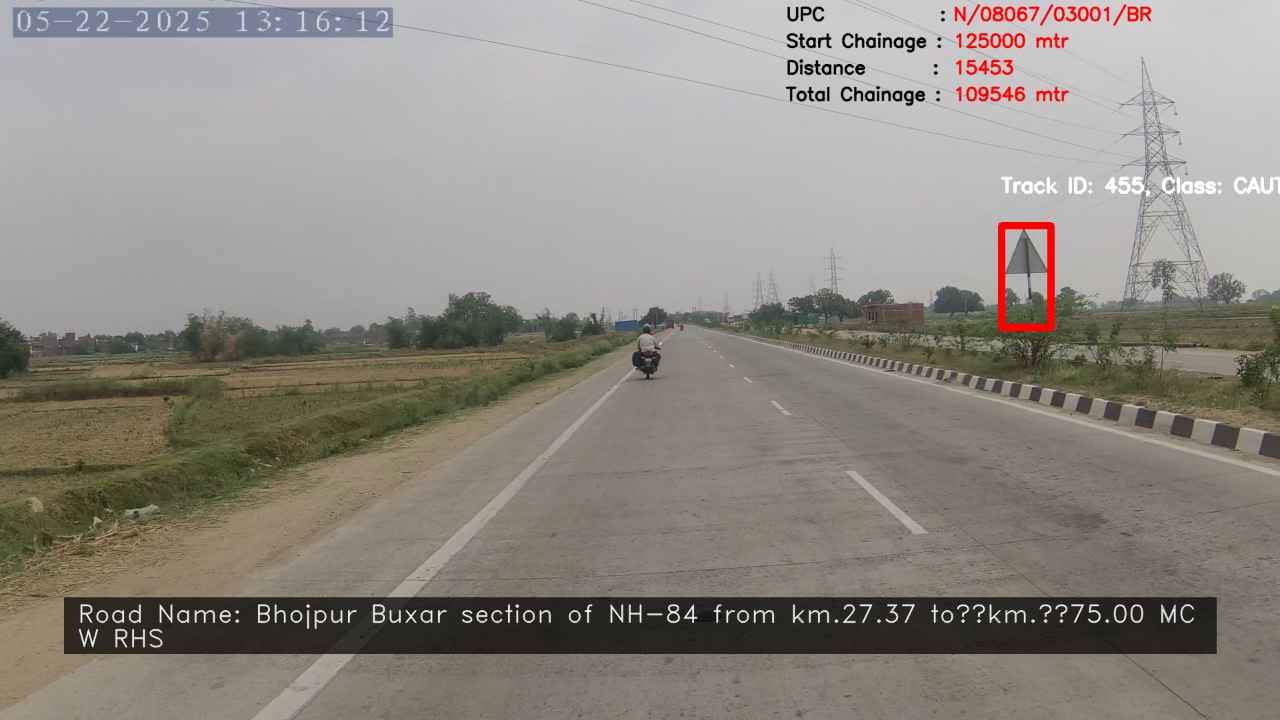 05-22-2025 13:16:12
UPC : N/08067/03001/BR
Start Chainage : 125000 mtr
Distance : 15453
Total Chainage : 109546 mtr
Track ID: 455, Class: CAUT
Road Name: Bhojpur Buxar section of NH-84 from km.27.37 to??km.??75.00 MC
W RHS